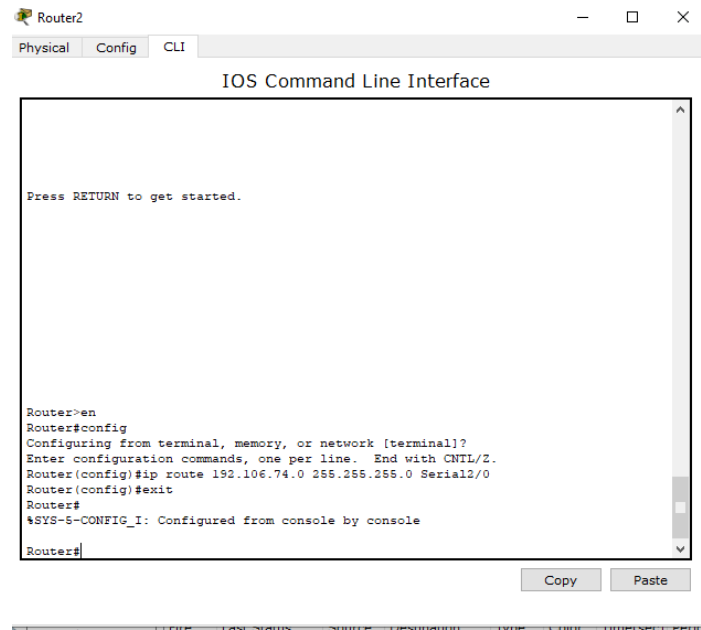 Router2
Physical Config CLI
IOS Command Line Interface
Press RETURN to get started.
Router>en
Router#config
Configuring from terminal, memory, or network [terminal]?
Enter configuration commands, one per line.  End with CNTL/Z.
Router(config)#ip route 192.106.74.0 255.255.255.0 Serial2/0
Router(config)#exit
Router#
%SYS-5-CONFIG_I: Configured from console by console
Router#
Copy Paste